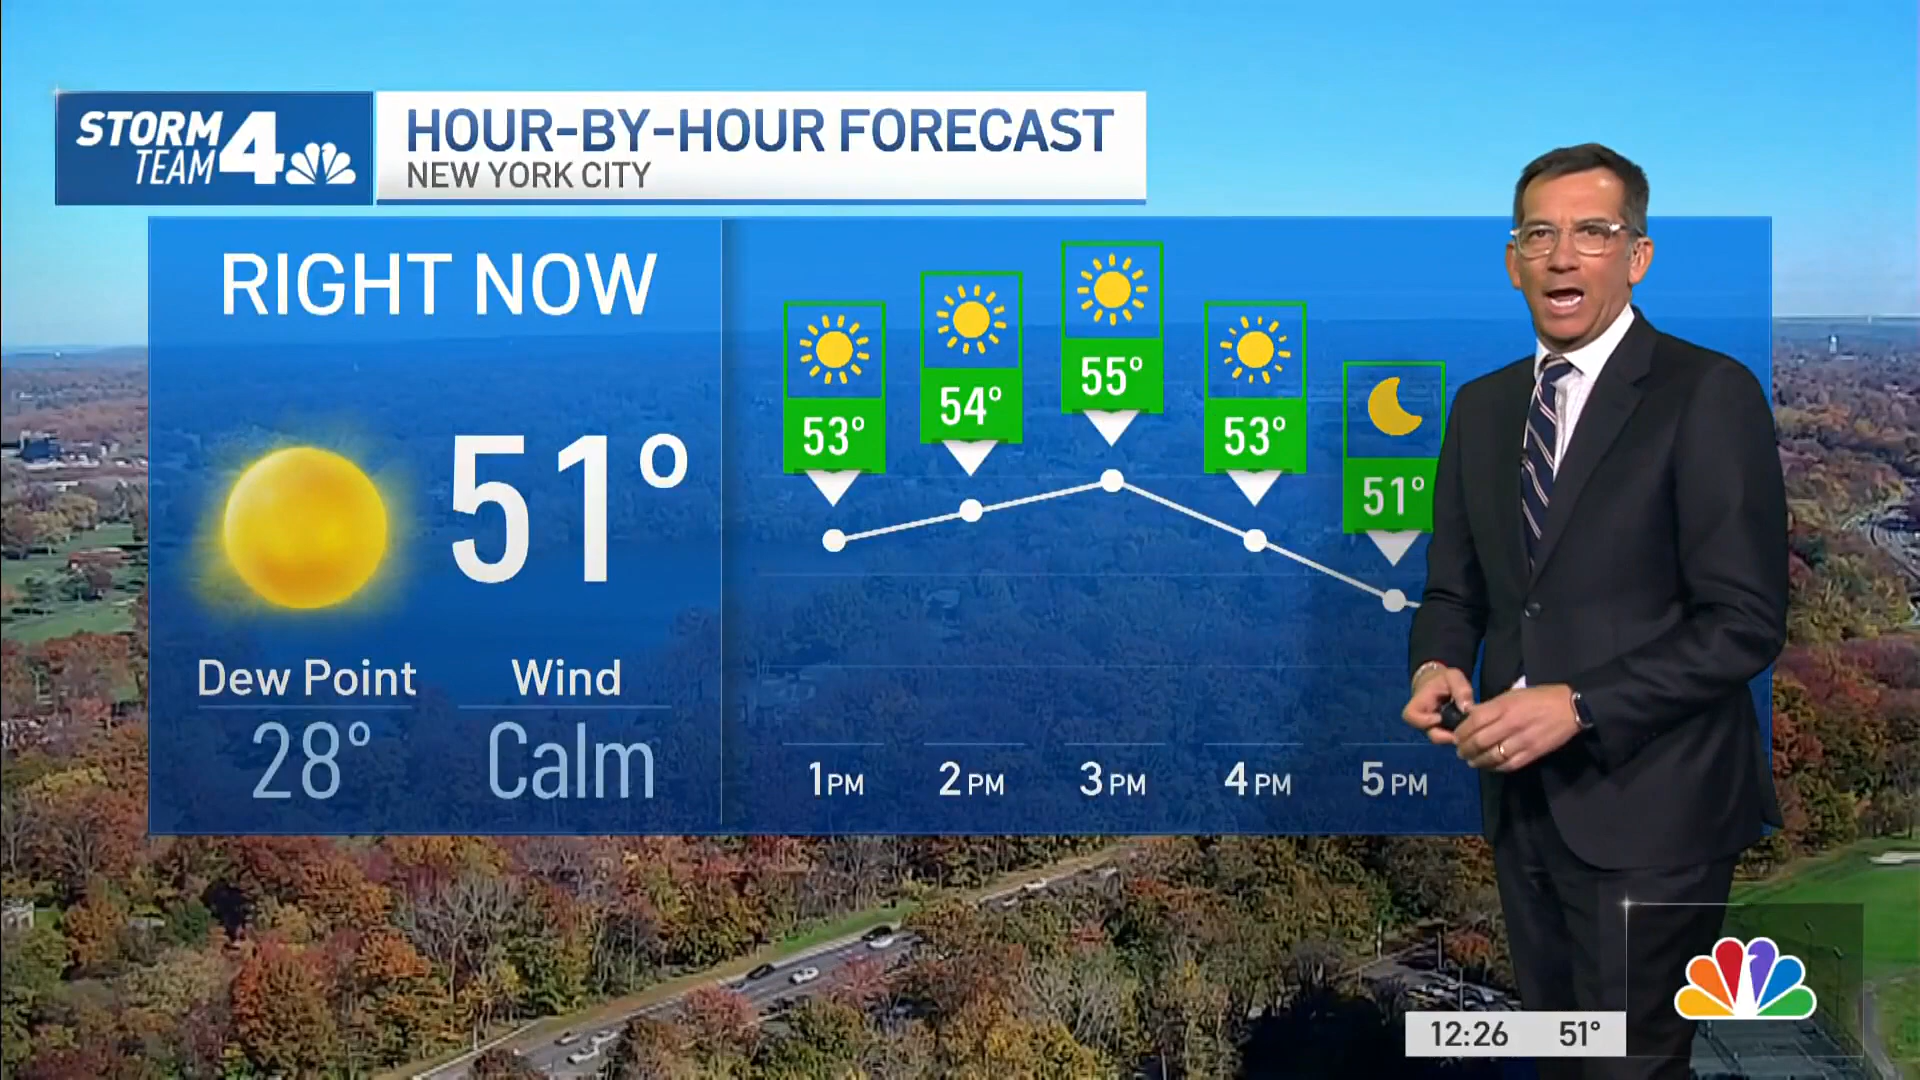 STORM
TEAM 4
HOUR-BY-HOUR FORECAST
NEW YORK CITY
RIGHT NOW
51°
Dew Point
28°
Wind
Calm
53°
54°
55°
53°
51°
1PM
2PM
3PM
4PM
5PM
12:26 51°